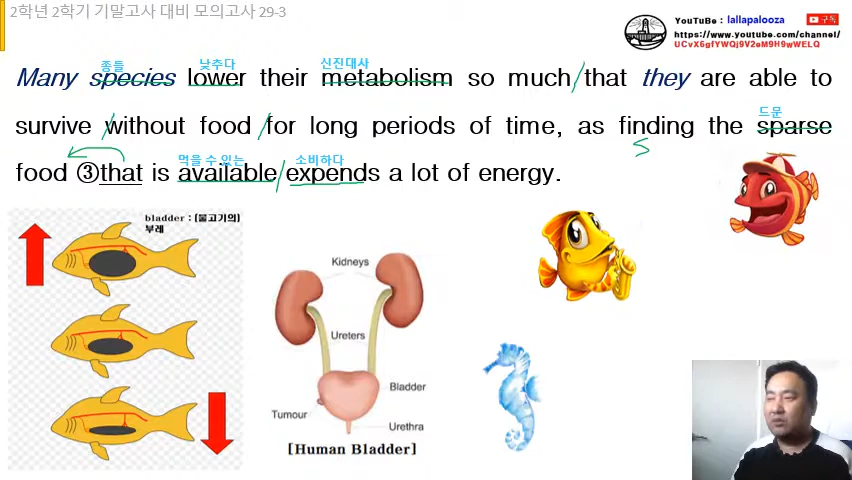 2학년 2학기 기말고사 대비 모의고사 29-3
YouTuBe : lallapalooza 구독
https://www.youtube.com/channel/
UCvX6gfYWQj9V2eM9H9wWELQ
종들 낮추다 신진대사
Many species lower their metabolism so much that they are able to
드문
survive without food for long periods of time, as finding the sparse
S
먹을 수 있는 소비하다
food ③that is available expends a lot of energy.
bladder : (물고기의)
부레
Kidneys
Ureters
Bladder
Tumour
Urethra
[Human Bladder]